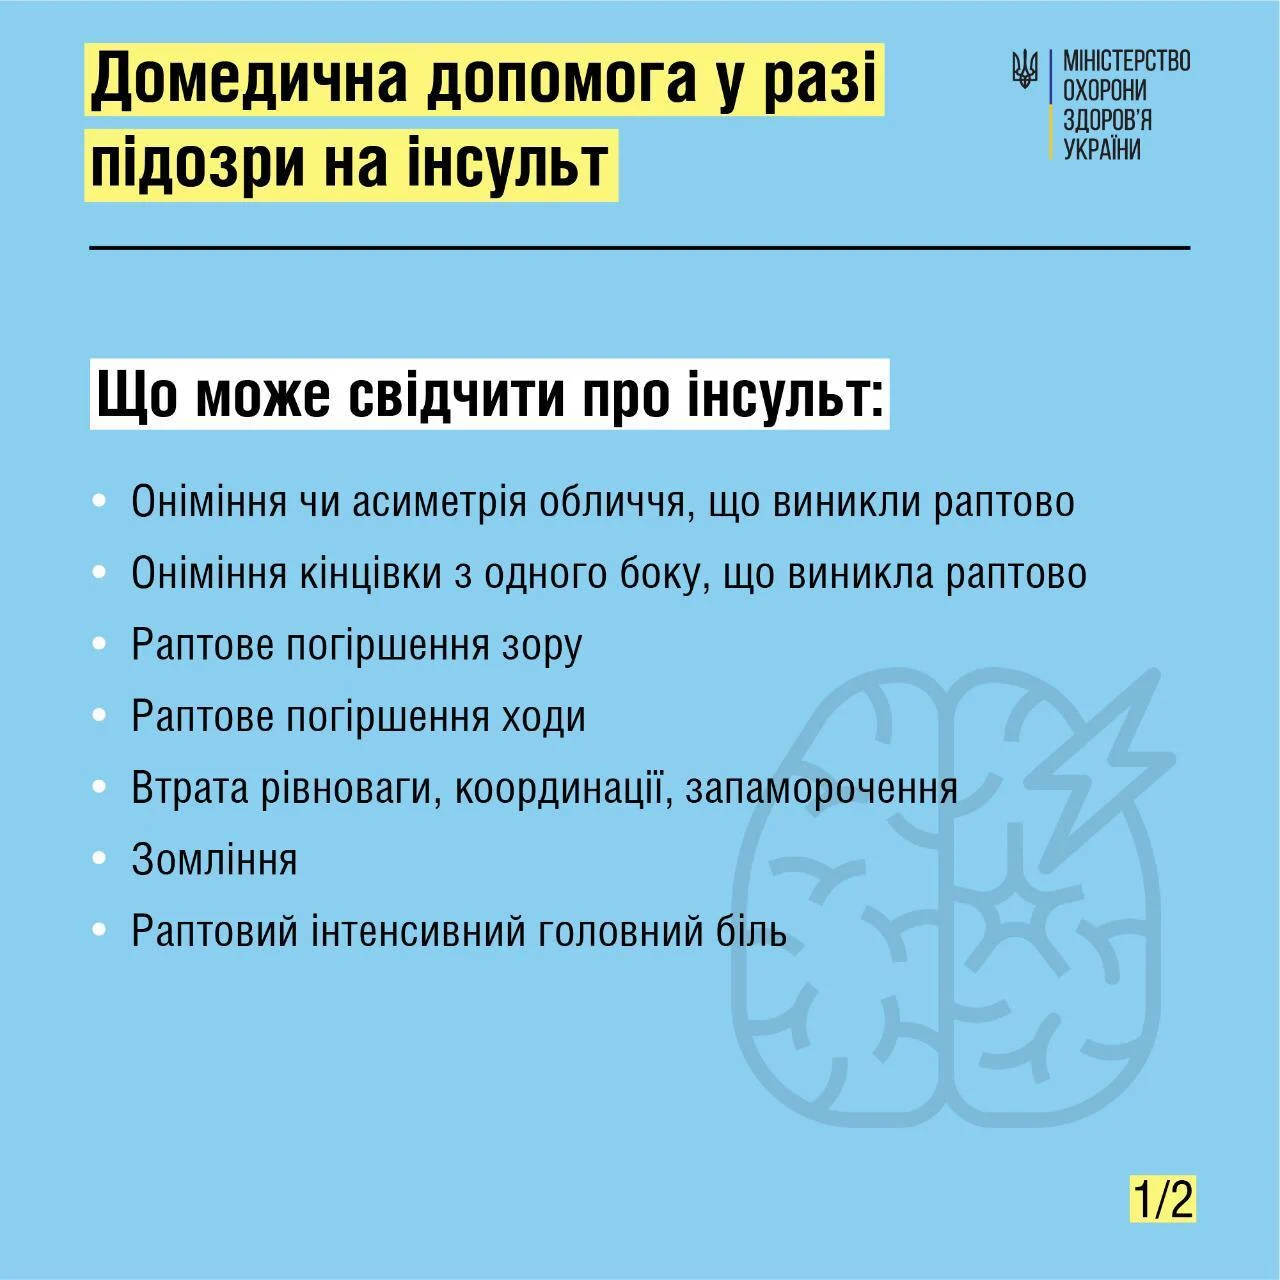 Домедична допомога у разі
підозри на інсульт
МІНІСТЕРСТВО
ОХОРОНИ
ЗДОРОВ'Я
УКРАЇНИ
Що може свідчити про інсульт:
• Оніміння чи асиметрія обличчя, що виникли раптово
• Оніміння кінцівки з одного боку, що виникла раптово
• Раптове погіршення зору
• Раптове погіршення ходи
• Втрата рівноваги, координації, запаморочення
• Зомління
• Раптовий інтенсивний головний біль
1/2